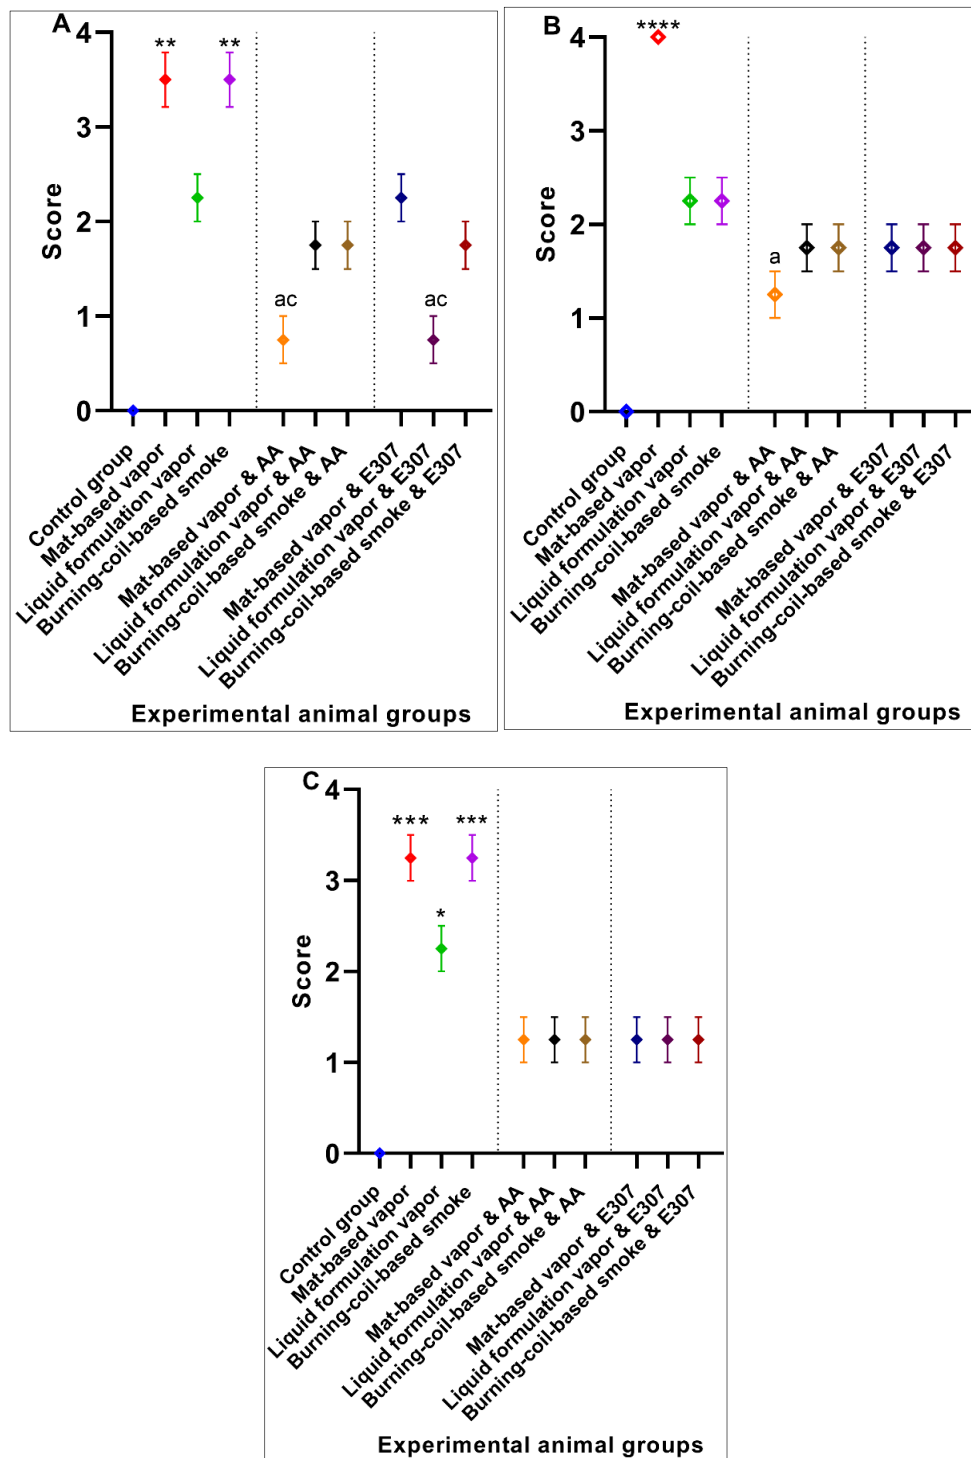 A
4
3
2
1
0
Score
**
**
ac
ac
Control group
Mat-based vapor
Liquid formulation vapor
Burning-coil-based smoke
Mat-based vapor & AA
Liquid formulation vapor & AA
Burning-coil-based smoke & AA
Mat-based vapor & E307
Liquid formulation vapor & E307
Burning-coil-based smoke & E307
Experimental animal groups
B
4
3
2
1
0
Score
****
a
Control group
Mat-based vapor
Liquid formulation vapor
Burning-coil-based smoke
Mat-based vapor & AA
Liquid formulation vapor & AA
Burning-coil-based smoke & AA
Mat-based vapor & E307
Liquid formulation vapor & E307
Burning-coil-based smoke & E307
Experimental animal groups
C
4
3
2
1
0
Score
***
*
***
Control group
Mat-based vapor
Liquid formulation vapor
Burning-coil-based smoke
Mat-based vapor & AA
Liquid formulation vapor & AA
Burning-coil-based smoke & AA
Mat-based vapor & E307
Liquid formulation vapor & E307
Burning-coil-based smoke & E307
Experimental animal groups